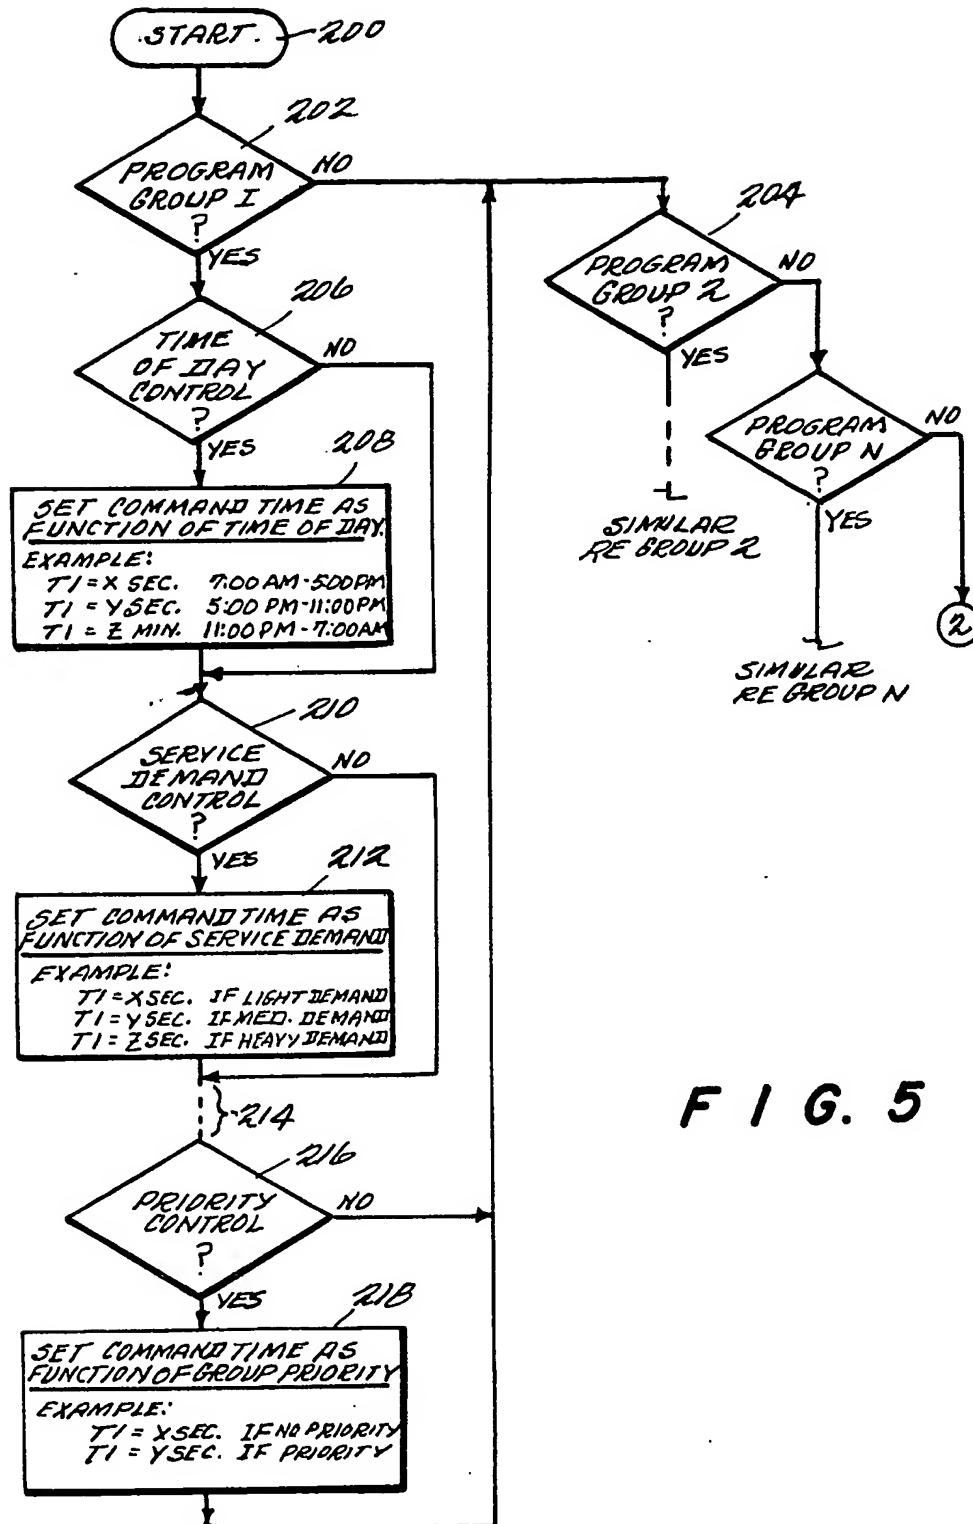 START. 200
202
PROGRAM
GROUP I
?
NO
YES
204
PROGRAM
GROUP 2
?
NO
YES
206
TIME
OF DAY
CONTROL
?
NO
YES
PROGRAM
GROUP N
?
NO
YES
SIMULAR
RE GROUP 2
2
SIMULAR
RE GROUP N
208
SET COMMAND TIME AS
FUNCTION OF TIME OF DAY.
EXAMPLE:
T1 = X SEC. 7:00 AM - 500 PM
T1 = Y SEC. 5:00 PM - 11:00 PM
T1 = Z MIN. 11:00 PM - 7:00 AM
210
SERVICE
DEMAND
CONTROL
?
NO
YES
212
SET COMMAND TIME AS
FUNCTION OF SERVICE DEMAND
EXAMPLE:
T1 = X SEC. IF LIGHT DEMAND
T1 = Y SEC. IF MED. DEMAND
T1 = Z SEC. IF HEAVY DEMAND
214
216
PRIORITY
CONTROL
?
NO
YES
218
SET COMMAND TIME AS
FUNCTION OF GROUP PRIORITY
EXAMPLE:
T1 = X SEC. IF NO PRIORITY
T1 = Y SEC. IF PRIORITY
FIG. 5